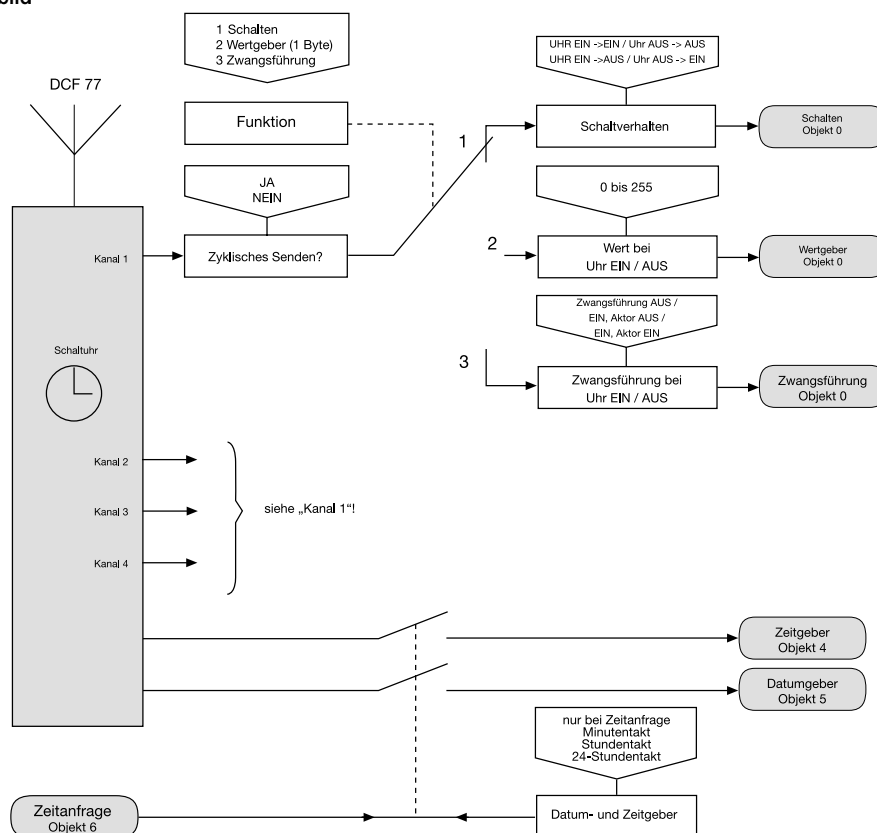 1 Schalten
2 Wertgeber (1 Byte)
3 Zwangsführung
UHR EIN ->EIN / Uhr AUS -> AUS
UHR EIN ->AUS / Uhr AUS -> EIN
DCF 77
Funktion
1
Schaltverhalten
Schalten
Objekt 0
JA
NEIN
0 bis 255
Kanal 1
Zyklisches Senden?
2
Wert bei
Uhr EIN / AUS
Wertgeber
Objekt 0
Zwangsführung AUS /
EIN, Aktor AUS /
EIN, Aktor EIN
Schaltuhr
3
Zwangsführung bei
Uhr EIN / AUS
Zwangsführung
Objekt 0
Kanal 2
Kanal 3
siehe „Kanal 1“!
Kanal 4
Zeitgeber
Objekt 4
Datumgeber
Objekt 5
nur bei Zeitanfrage
Minutentakt
Stundentakt
24-Stundentakt
Zeitanfrage
Objekt 6
Datum- und Zeitgeber